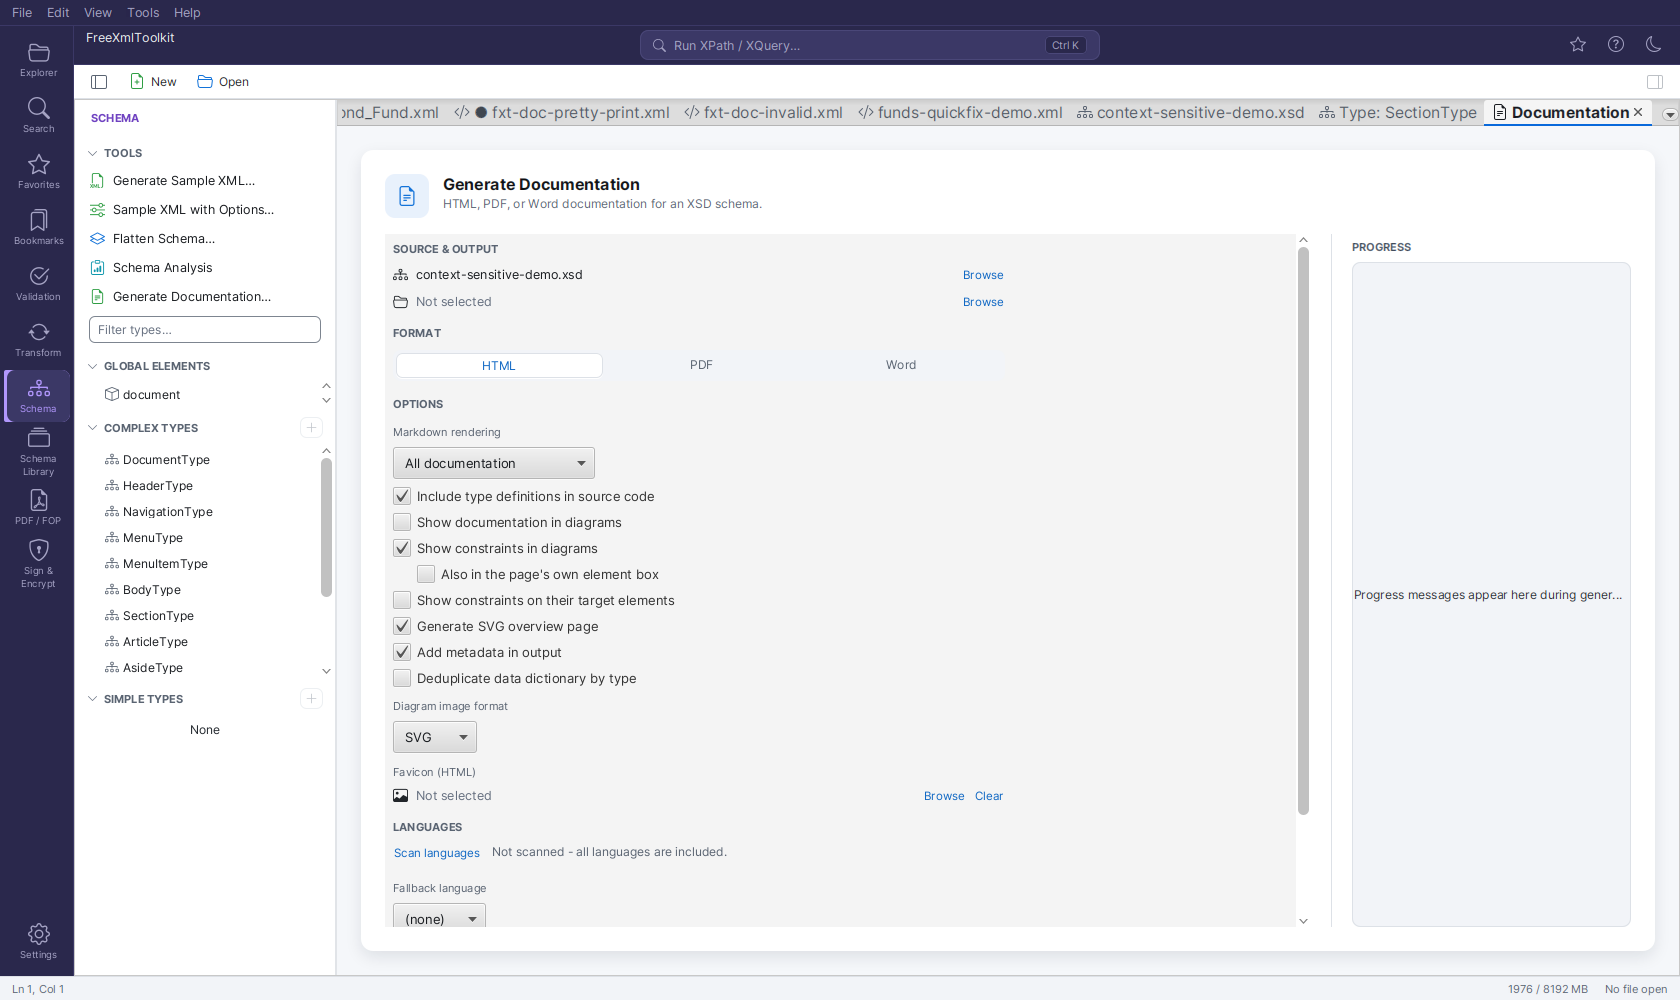 File Edit View Tools Help
FreeXmlToolkit
Run XPath / XQuery... Ctrl K
New Open
Explorer
Search
Favorites
Bookmarks
Validation
Transform
Schema
Schema
Library
PDF / FOP
Sign &
Encrypt
Settings
SCHEMA
TOOLS
Generate Sample XML...
Sample XML with Options...
Flatten Schema...
Schema Analysis
Generate Documentation...
Filter types...
GLOBAL ELEMENTS
document
COMPLEX TYPES
DocumentType
HeaderType
NavigationType
MenuType
MenuItemType
BodyType
SectionType
ArticleType
AsideType
SIMPLE TYPES
None
ond_Fund.xml fxt-doc-pretty-print.xml fxt-doc-invalid.xml funds-quickfix-demo.xml context-sensitive-demo.xsd Type: SectionType Documentation
Generate Documentation
HTML, PDF, or Word documentation for an XSD schema.
SOURCE & OUTPUT
context-sensitive-demo.xsd Browse
Not selected Browse
FORMAT
HTML PDF Word
OPTIONS
Markdown rendering
All documentation
Include type definitions in source code
Show documentation in diagrams
Show constraints in diagrams
Also in the page's own element box
Show constraints on their target elements
Generate SVG overview page
Add metadata in output
Deduplicate data dictionary by type
Diagram image format
SVG
Favicon (HTML)
Not selected Browse Clear
LANGUAGES
Scan languages Not scanned - all languages are included.
Fallback language
(none)
PROGRESS
Progress messages appear here during gener...
Ln 1, Col 1 1976 / 8192 MB No file open